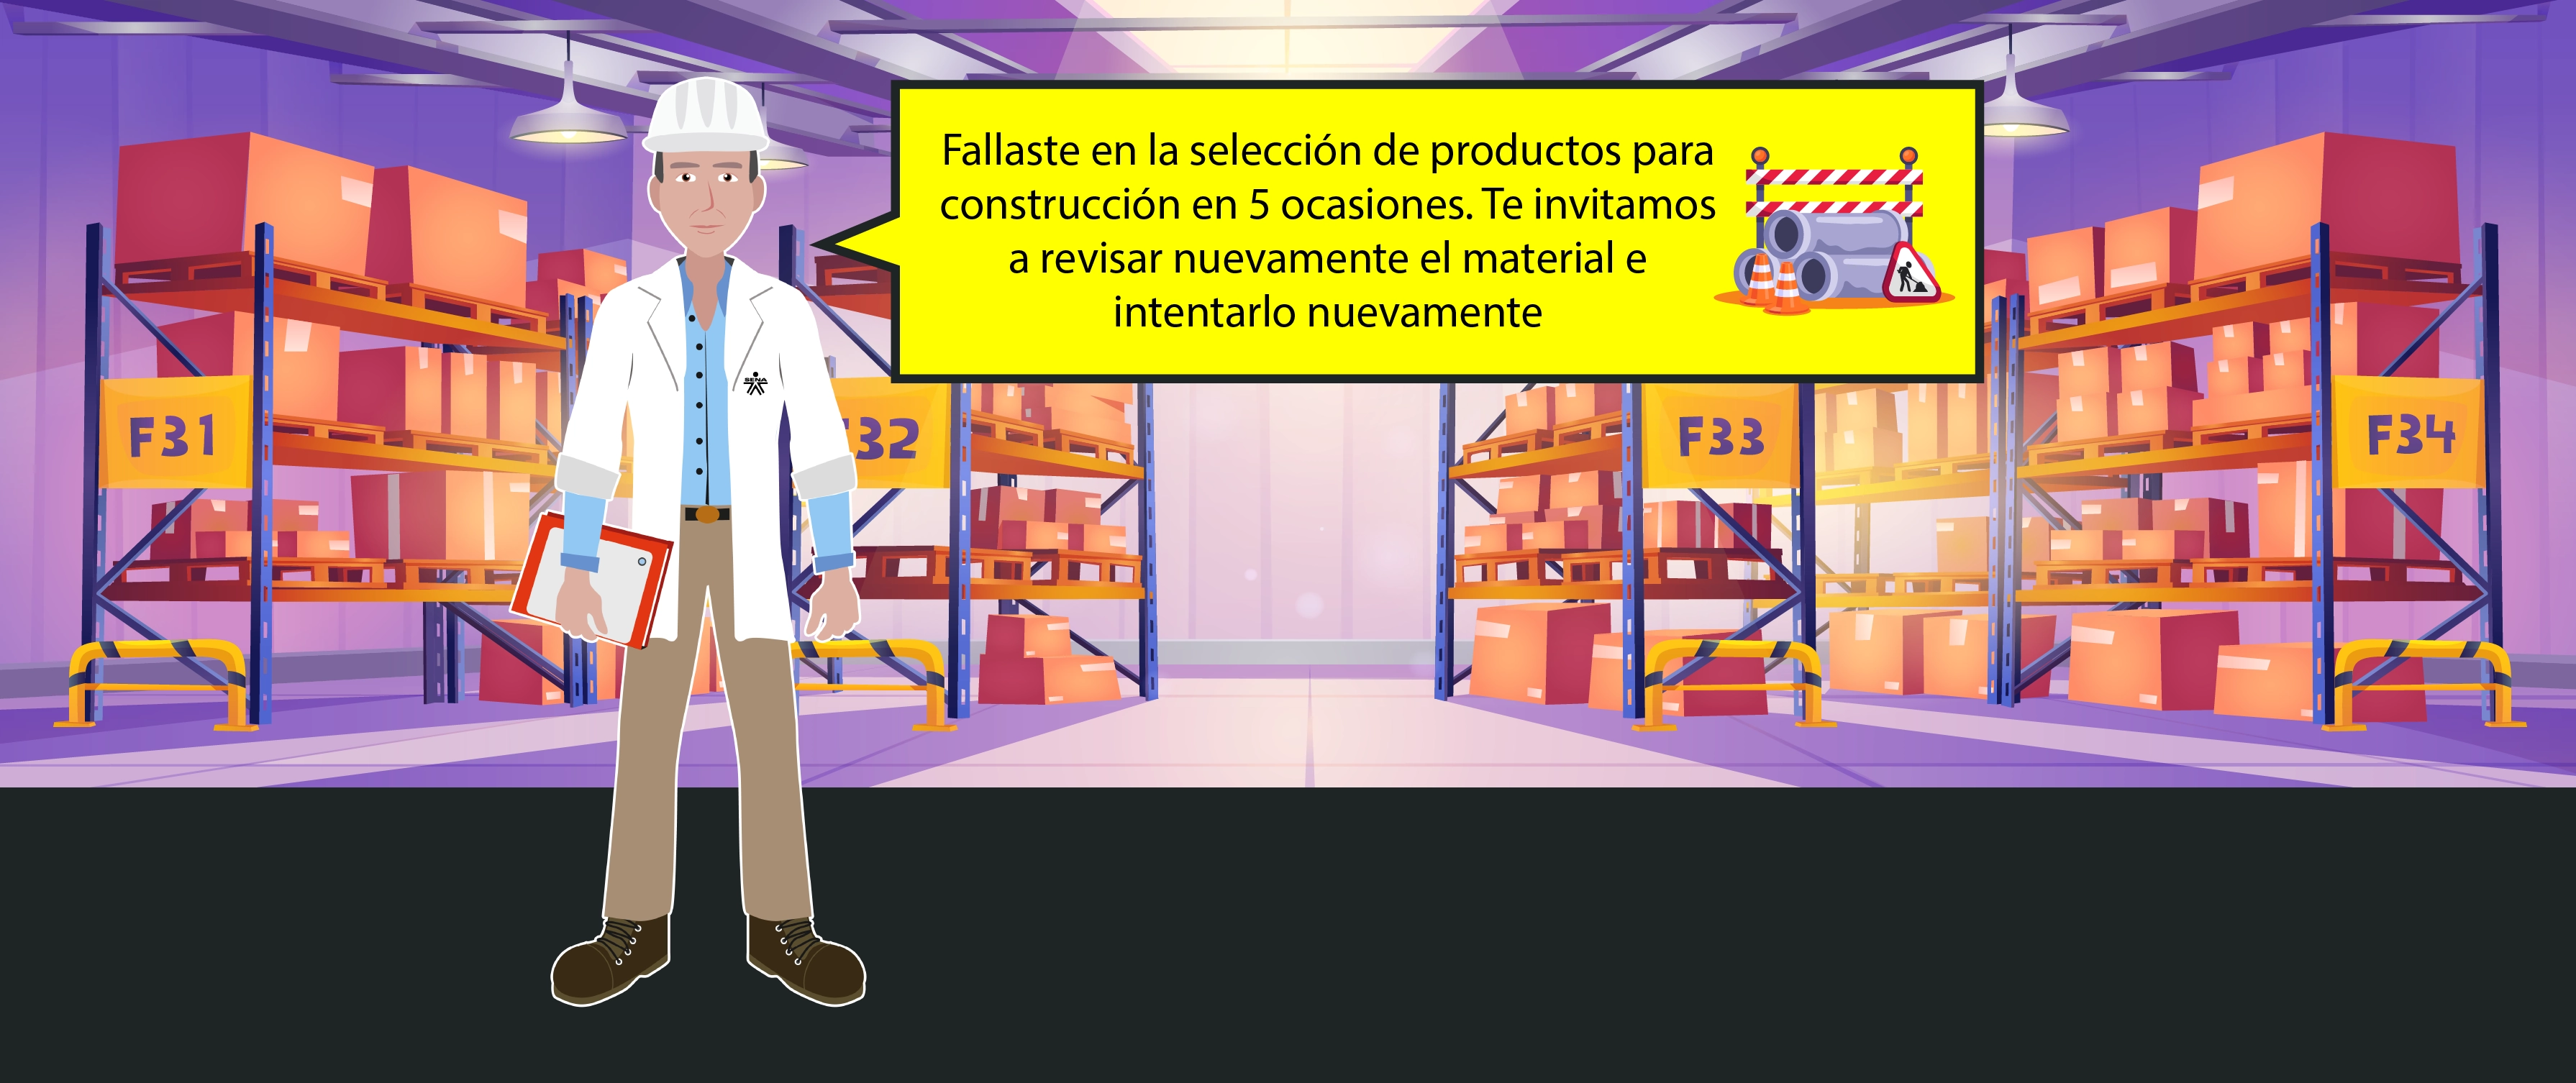 Fallaste en la selección de productos para
construcción en 5 ocasiones. Te invitamos
a revisar nuevamente el material e
intentarlo nuevamente
SENA
F31
F32
F33
F34